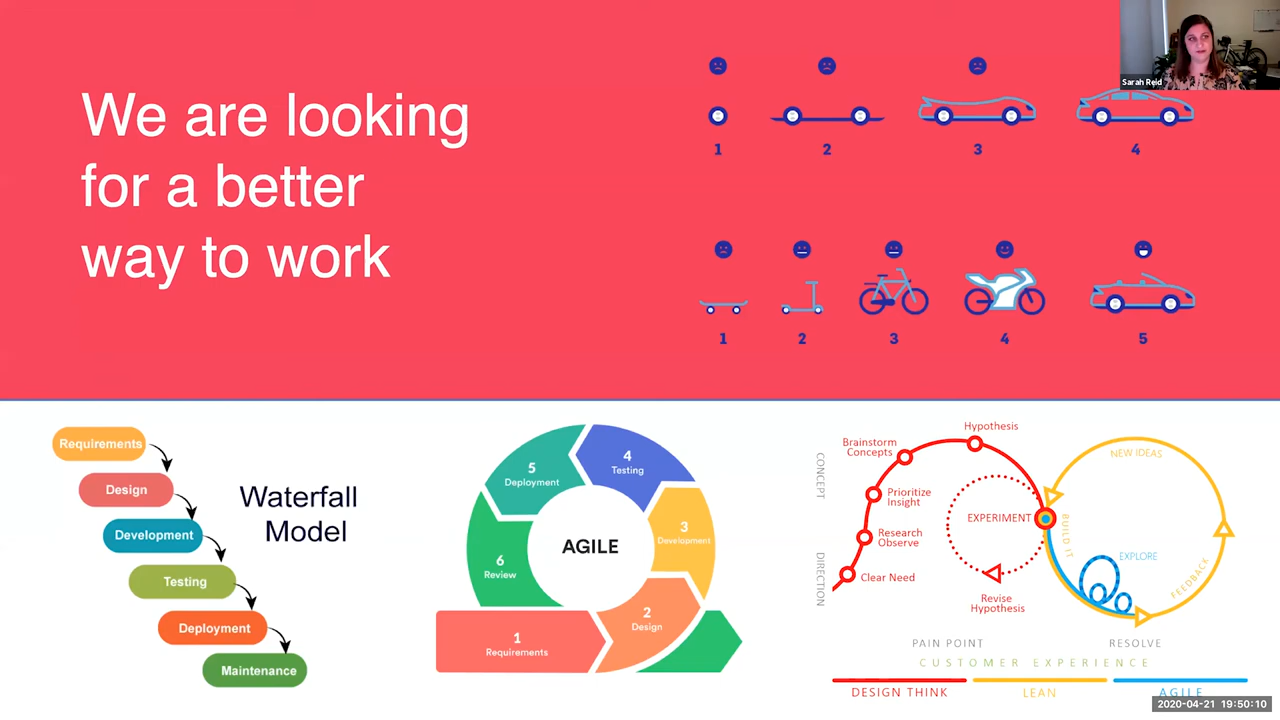 We are looking
for a better
way to work
Sarah Reid
1
2
3
4
1
2
3
4
5
Requirements
Design
Development
Testing
Deployment
Maintenance
Waterfall
Model
AGILE
1
Requirements
2
Design
3
Development
4
Testing
5
Deployment
6
Review
CONCEPT
DIRECTION
Hypothesis
Brainstorm
Concepts
Prioritize
Insight
Research
Observe
Clear Need
EXPERIMENT
Revise
Hypothesis
BUILD IT
NEW IDEAS
EXPLORE
FEEDBACK
PAIN POINT
RESOLVE
CUSTOMER EXPERIENCE
DESIGN THINK
LEAN
AGILE
2020-04-21 19:50:10